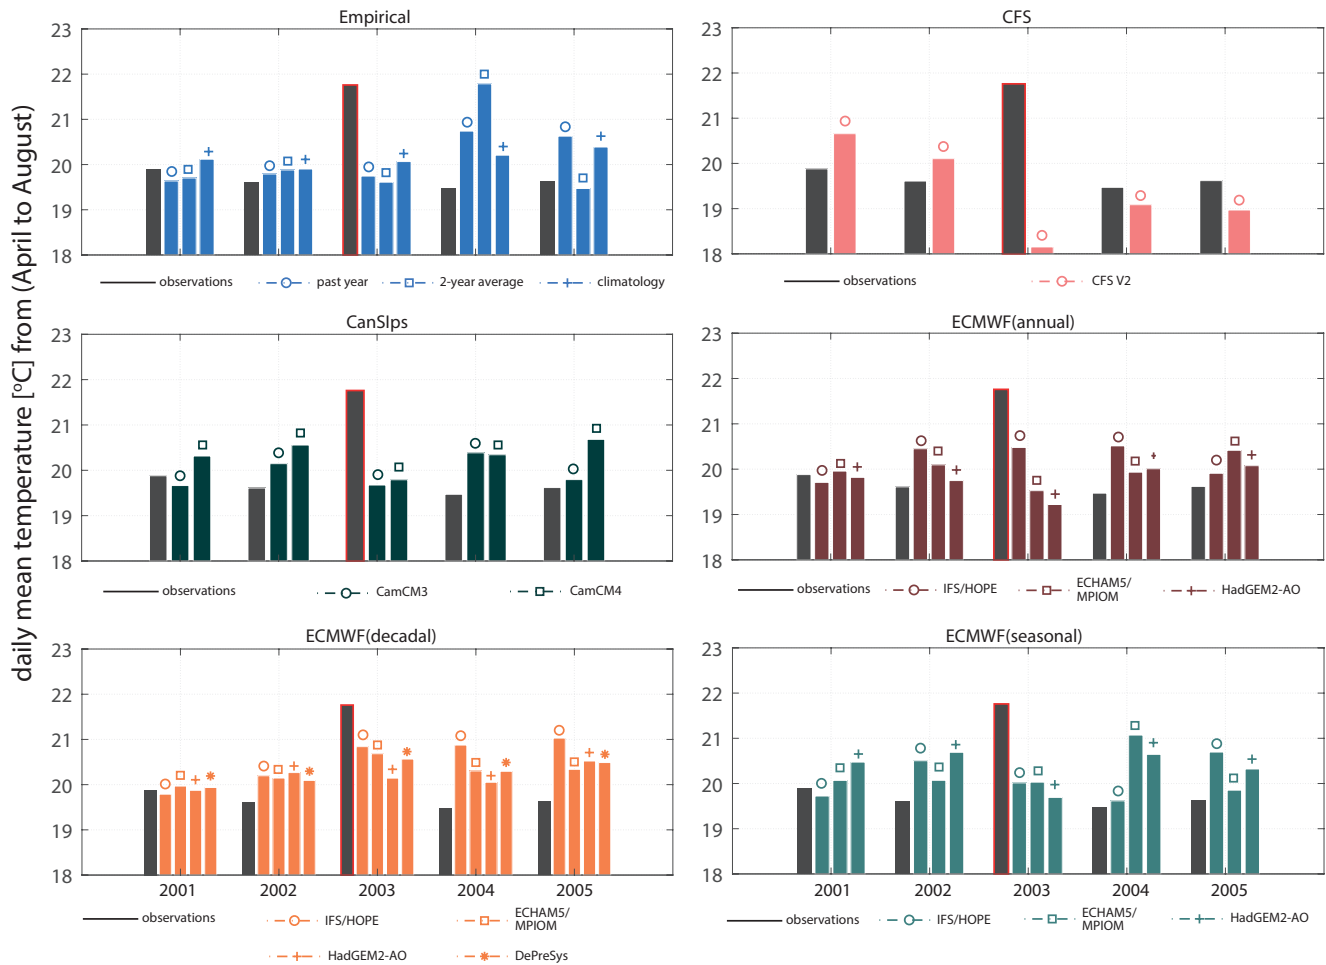 daily mean temperature [°C] from (April to August)
Empirical
23
22
21
20
19
18
observations past year 2-year average climatology
CFS
23
22
21
20
19
18
observations CFS V2
CanSIps
23
22
21
20
19
18
observations CamCM3 CamCM4
ECMWF(annual)
23
22
21
20
19
18
observations IFS/HOPE ECHAM5/
MPIOM HadGEM2-AO
ECMWF(decadal)
23
22
21
20
19
18
2001 2002 2003 2004 2005
observations IFS/HOPE ECHAM5/
MPIOM
HadGEM2-AO DePreSys
ECMWF(seasonal)
23
22
21
20
19
18
2001 2002 2003 2004 2005
observations IFS/HOPE ECHAM5/
MPIOM HadGEM2-AO